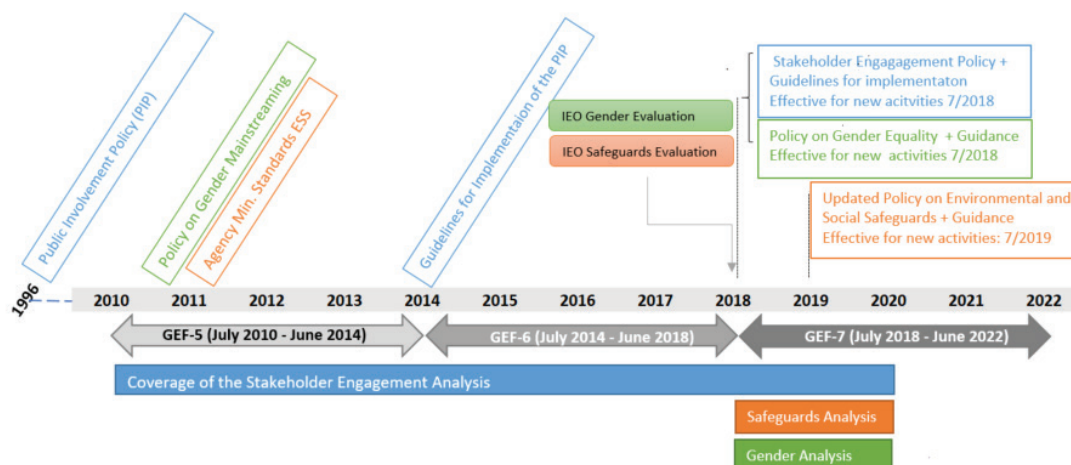 Public Involvement Policy (PIP)
Policy on Gender Mainstreaming
Agency Min. Standards ESS
Guidelines for Implementaion of the PIP
IEO Gender Evaluation
IEO Safeguards Evaluation
Stakeholder Engagagement Policy +
Guidelines for implementaton
Effective for new acitvities 7/2018
Policy on Gender Equality + Guidance
Effective for new activities 7/2018
Updated Policy on Environmental and
Social Safeguards + Guidance
Effective for new activities: 7/2019
1996 2010 2011 2012 2013 2014 2015 2016 2017 2018 2019 2020 2021 2022
GEF-5 (July 2010 - June 2014) GEF-6 (July 2014 - June 2018) GEF-7 (July 2018 - June 2022)
Coverage of the Stakeholder Engagement Analysis
Safeguards Analysis
Gender Analysis